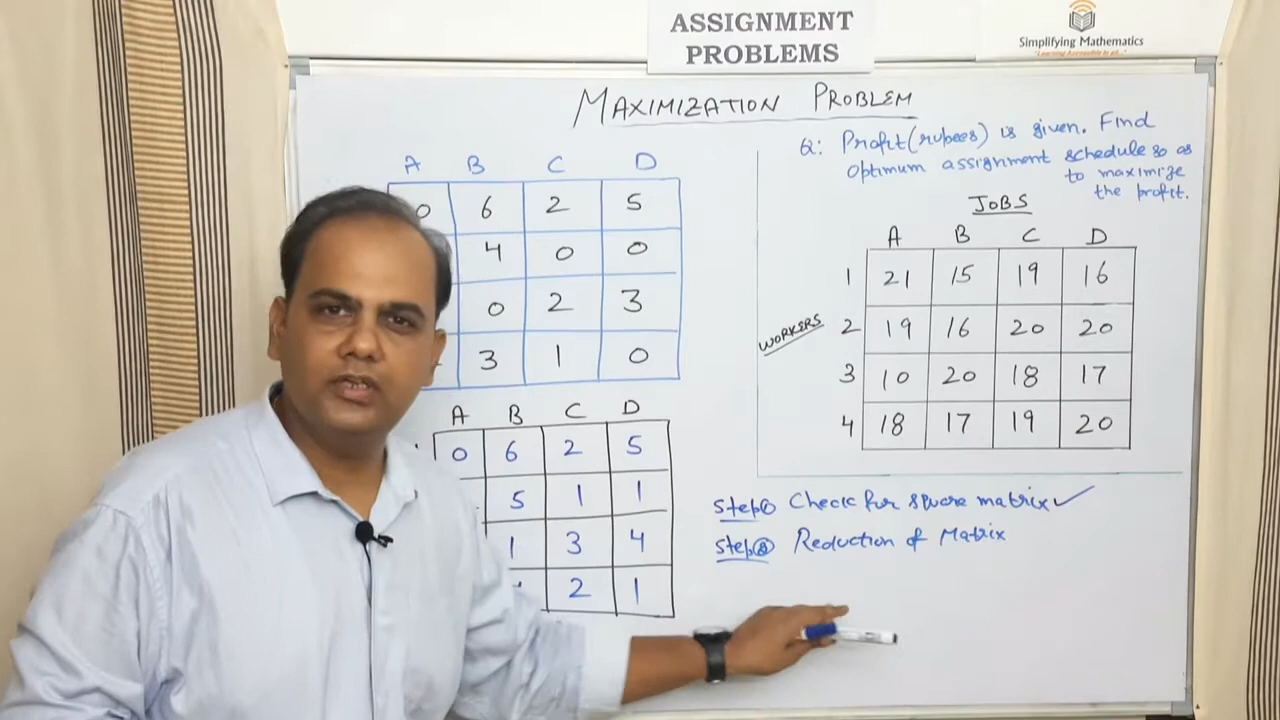 ASSIGNMENT
PROBLEMS
Simplifying Mathematics
MAXIMIZATION PROBLEM
Q: Profit (rupees) is given. Find
optimum assignment schedule so as
to maximize
the profit.
A B C D
0 6 2 5
4 0 0
0 2 3
3 1 0
A B C D
0 6 2 5
5 1 1
1 3 4
2 1
JOBS
A B C D
WORKERS
1 21 15 19 16
2 19 16 20 20
3 10 20 18 17
4 18 17 19 20
Step① Check for square matrix✓
Step② Reduction of Matrix